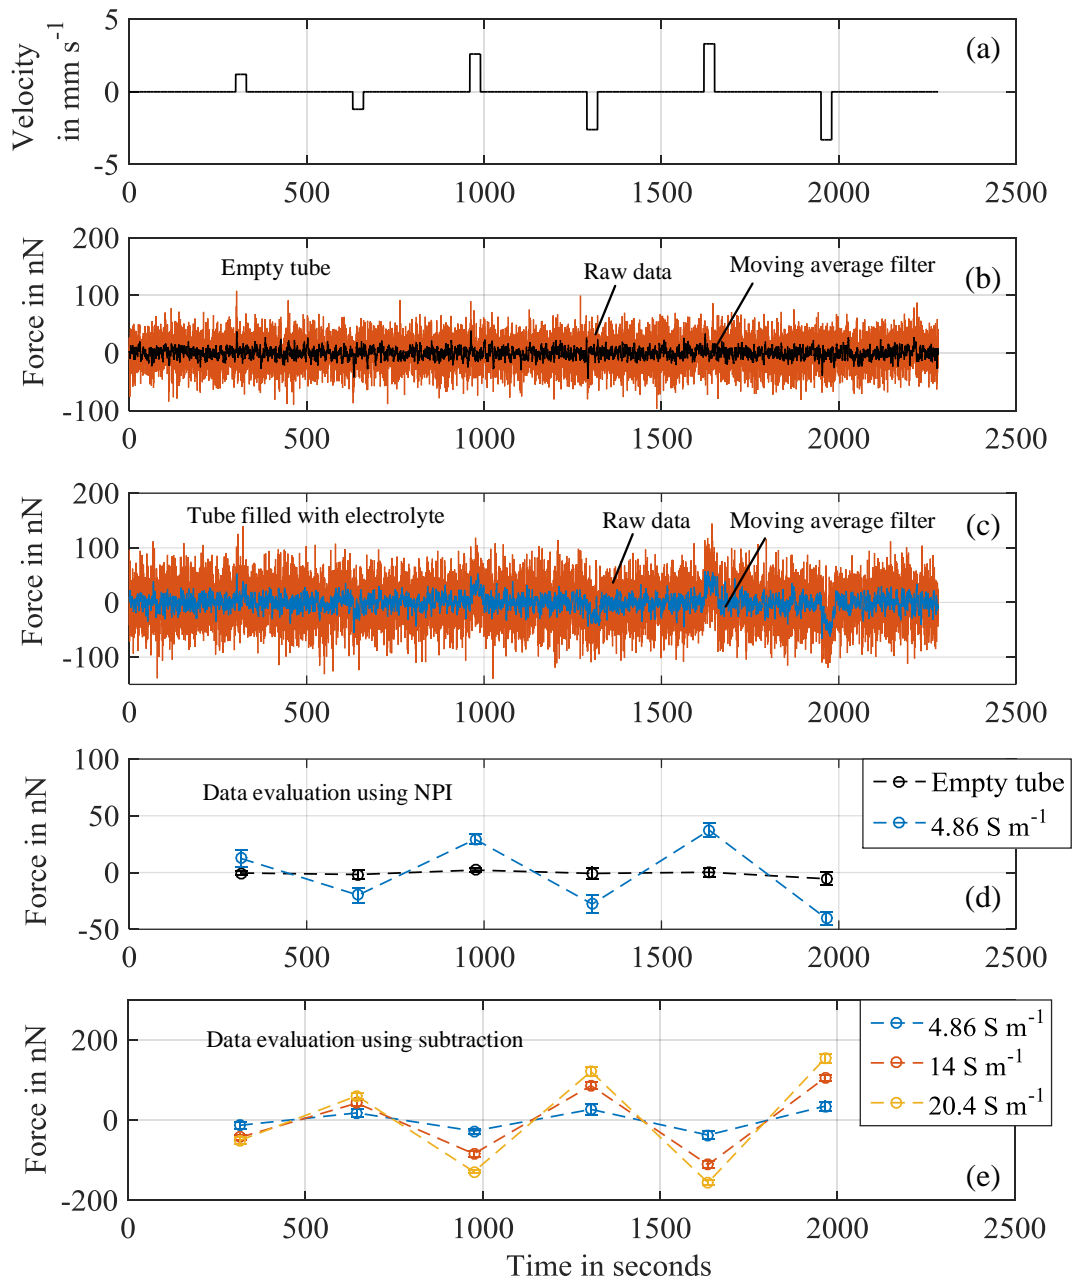 5
(a)
Velocity
in mm s⁻¹
0
-5
0 500 1000 1500 2000 2500
200
Empty tube
Raw data
Moving average filter
(b)
Force in nN
100
0
-100
0 500 1000 1500 2000 2500
200
Tube filled with electrolyte
Raw data
Moving average filter
(c)
Force in nN
100
0
-100
0 500 1000 1500 2000 2500
100
Data evaluation using NPI
Empty tube
4.86 S m⁻¹
Force in nN
50
0
-50
(d)
0 500 1000 1500 2000 2500
200
Data evaluation using subtraction
4.86 S m⁻¹
14 S m⁻¹
20.4 S m⁻¹
Force in nN
0
-200
(e)
0 500 1000 1500 2000 2500
Time in seconds